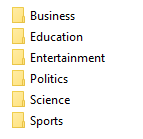 Business
Education
Entertainment
Politics
Science
Sports